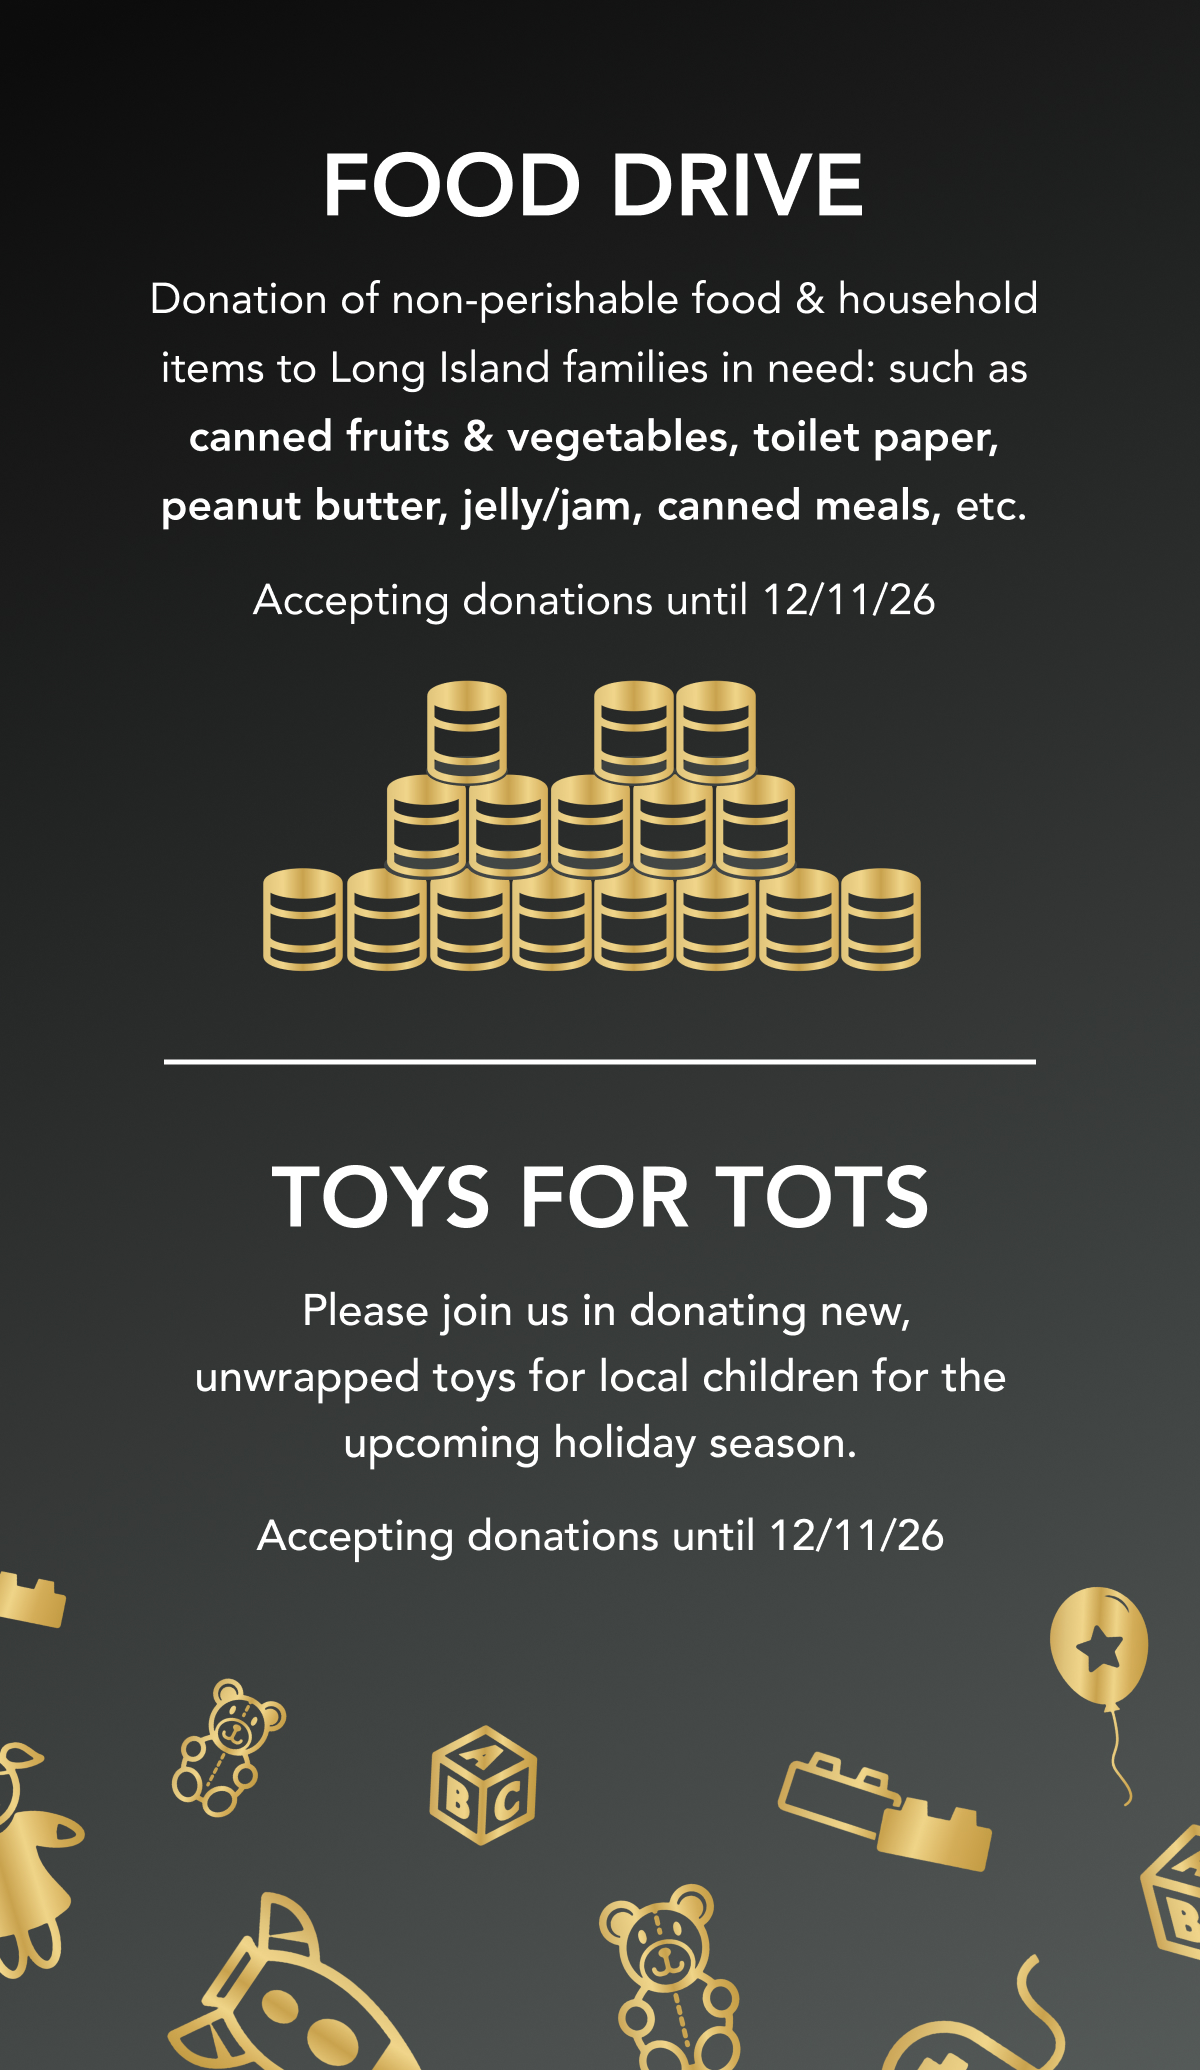 FOOD DRIVE
Donation of non-perishable food & household
items to Long Island families in need: such as
canned fruits & vegetables, toilet paper,
peanut butter, jelly/jam, canned meals, etc.
Accepting donations until 12/11/26
TOYS FOR TOTS
Please join us in donating new,
unwrapped toys for local children for the
upcoming holiday season.
Accepting donations until 12/11/26
A
B C
A
B